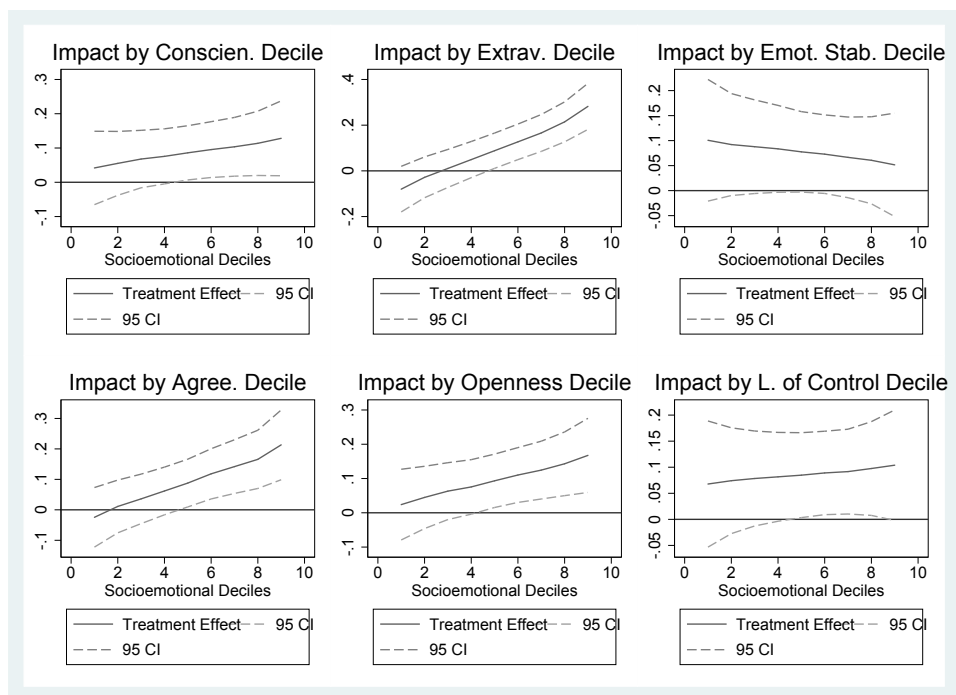 Impact by Conscien. Decile
.3
.2
.1
0
-.1
0 2 4 6 8 10
Socioemotional Deciles
Treatment Effect 95 CI
95 CI
Impact by Extrav. Decile
.4
.2
0
-.2
0 2 4 6 8 10
Socioemotional Deciles
Treatment Effect 95 CI
95 CI
Impact by Emot. Stab. Decile
.2
.15
.1
.05
0
-.05
0 2 4 6 8 10
Socioemotional Deciles
Treatment Effect 95 CI
95 CI
Impact by Agree. Decile
.3
.2
.1
0
-.1
0 2 4 6 8 10
Socioemotional Deciles
Treatment Effect 95 CI
95 CI
Impact by Openness Decile
.3
.2
.1
0
-.1
0 2 4 6 8 10
Socioemotional Deciles
Treatment Effect 95 CI
95 CI
Impact by L. of Control Decile
.2
.15
.1
.05
0
-.05
0 2 4 6 8 10
Socioemotional Deciles
Treatment Effect 95 CI
95 CI